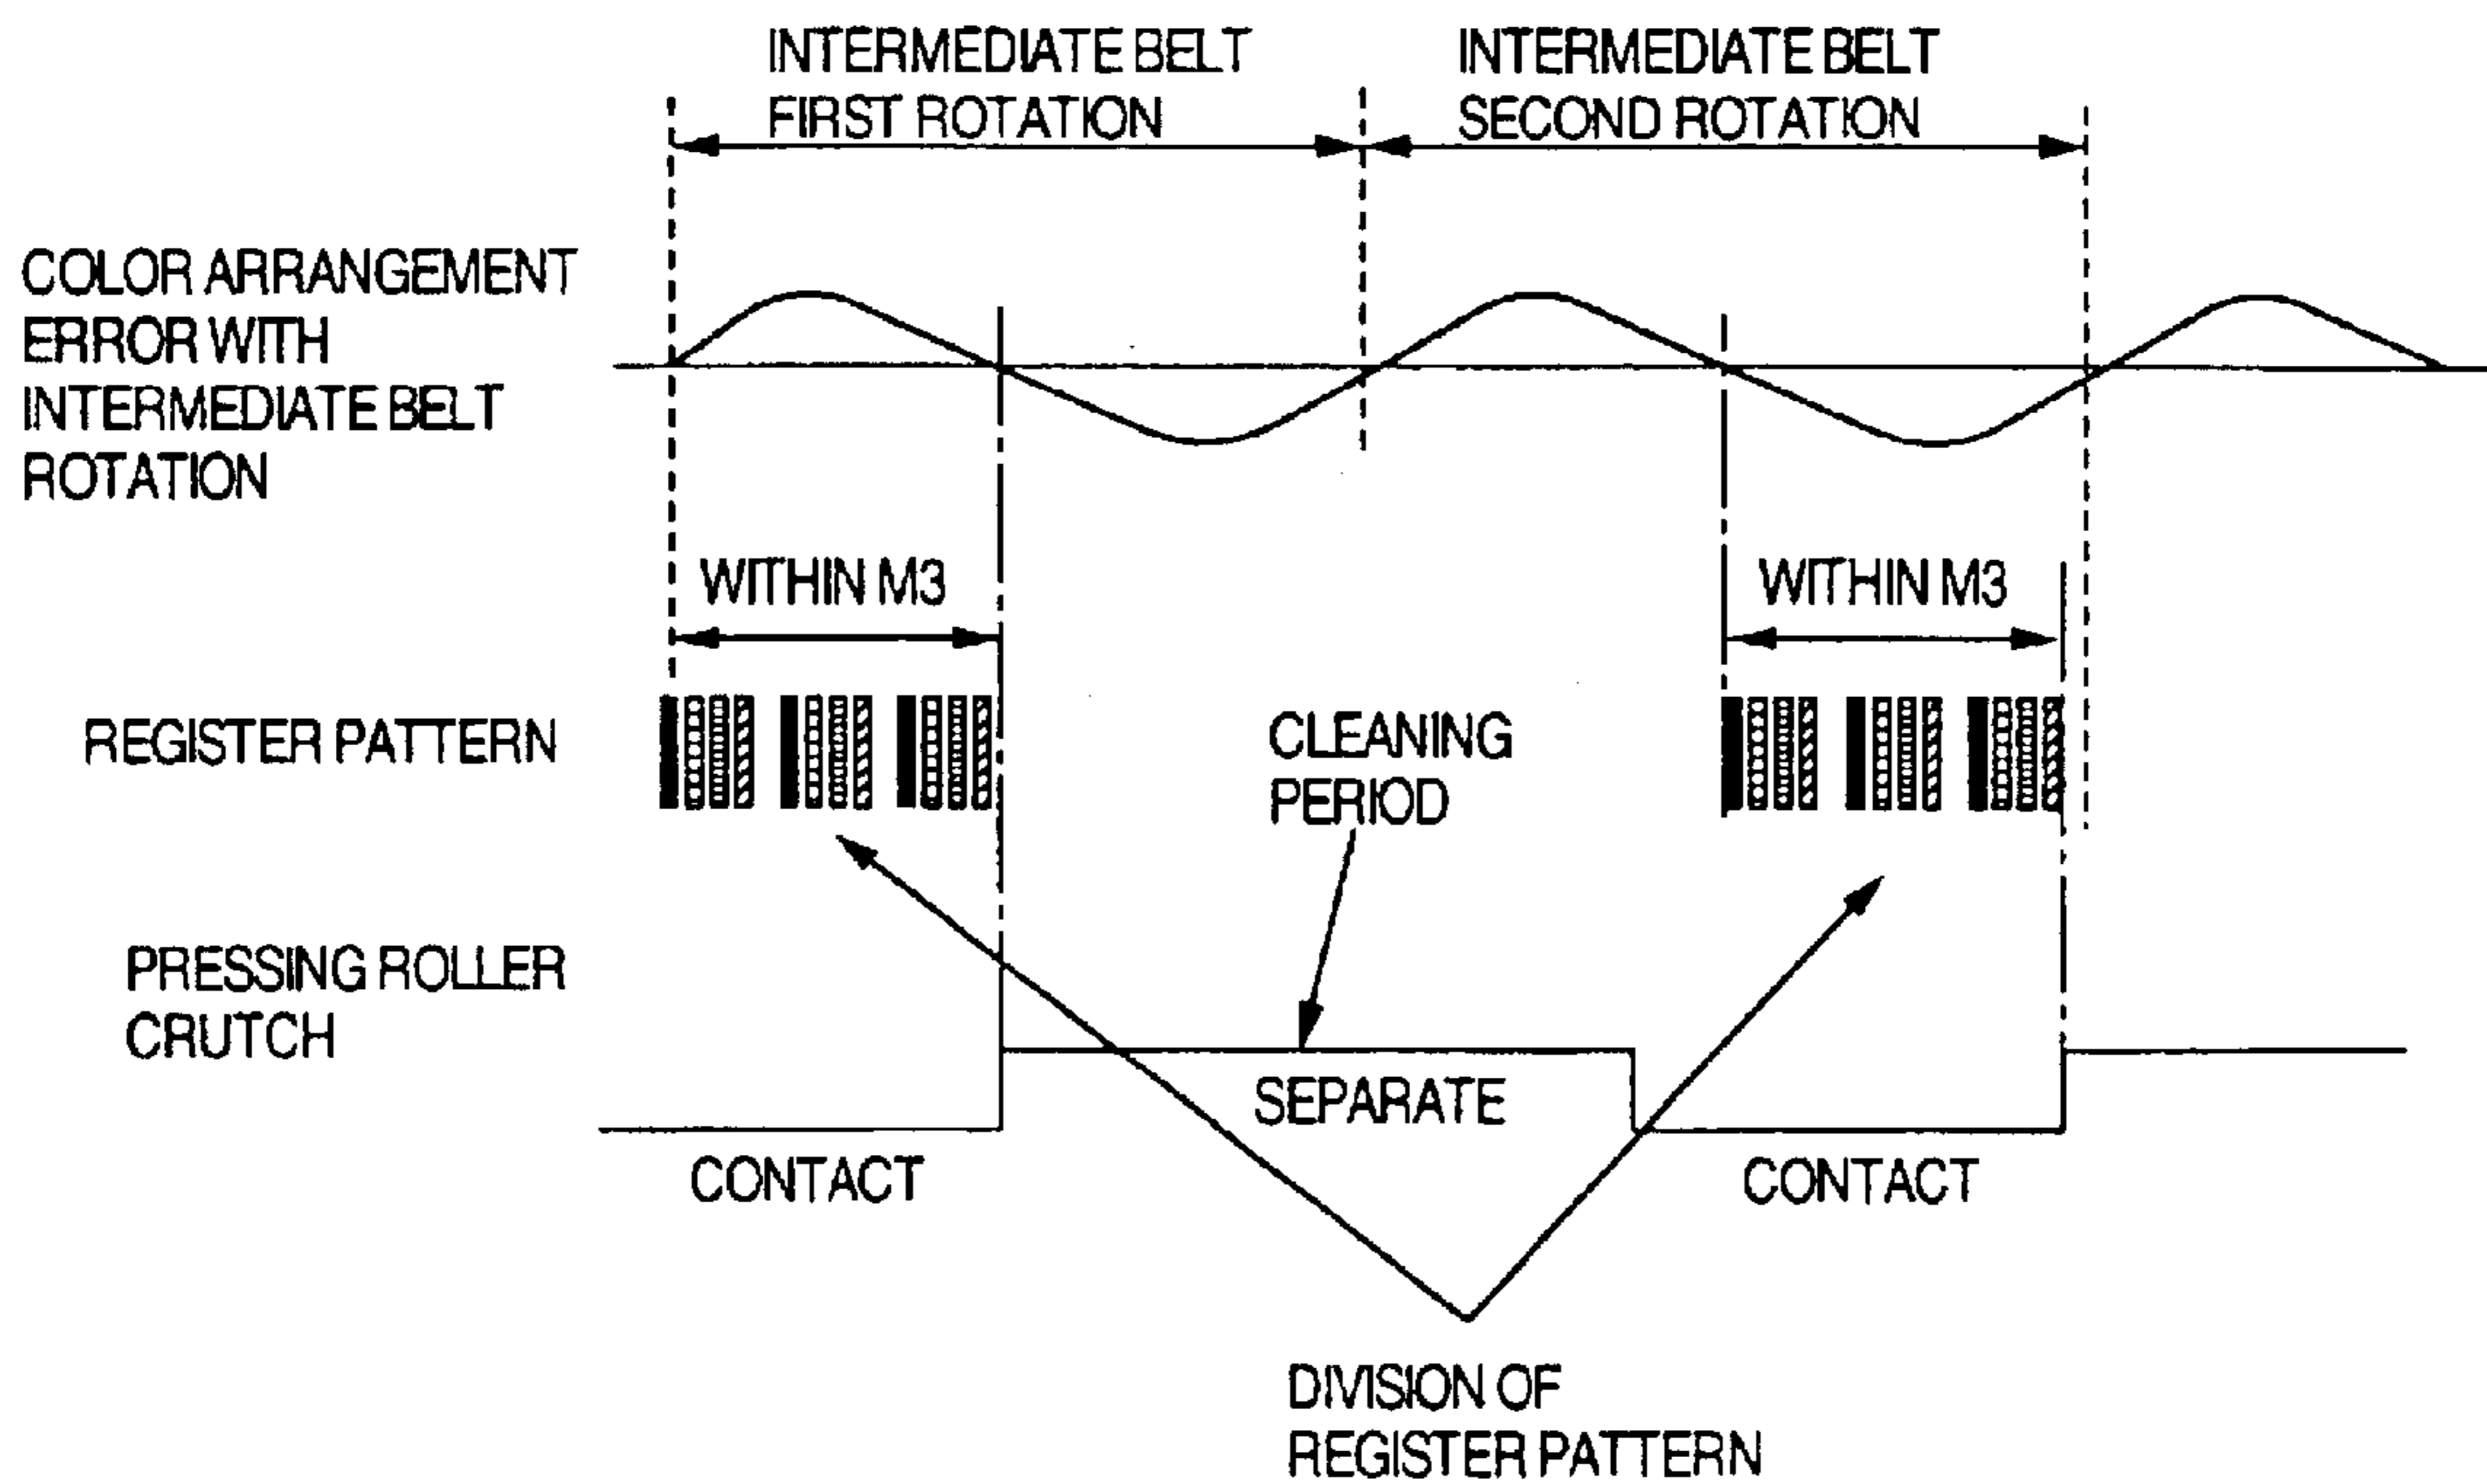 INTERMEDIATE BELT
FIRST ROTATION
INTERMEDIATE BELT
SECOND ROTATION
COLOR ARRANGEMENT
ERROR WITH
INTERMEDIATE BELT
ROTATION
WITHIN M3
WITHIN M3
REGISTER PATTERN
CLEANING
PERIOD
PRESSING ROLLER
CRUTCH
SEPARATE
CONTACT
CONTACT
DIVISION OF
REGISTER PATTERN